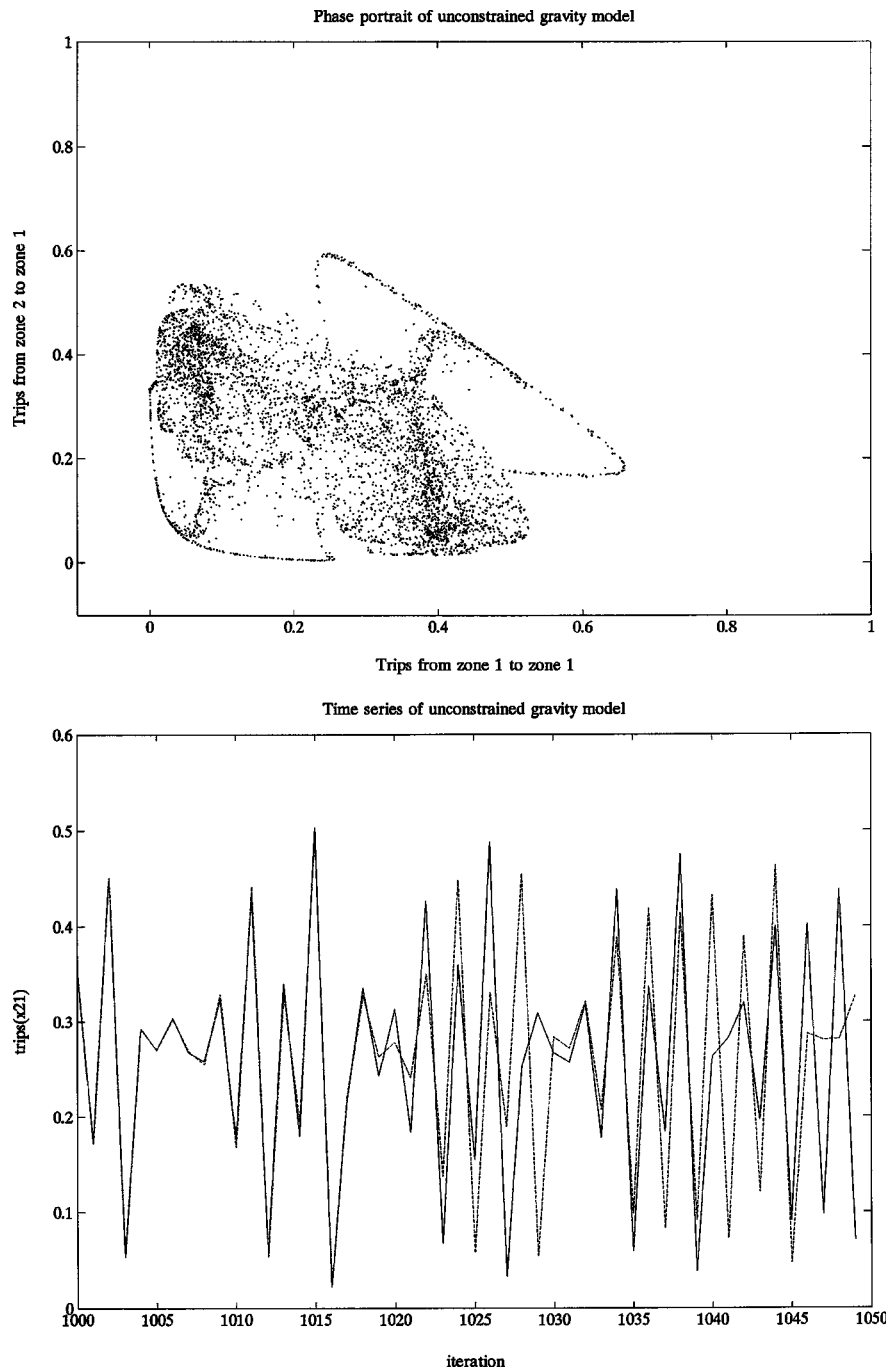 Phase portrait of unconstrained gravity model
1
0.8
0.6
0.4
0.2
0
Trips from zone 2 to zone 1
0 0.2 0.4 0.6 0.8 1
Trips from zone 1 to zone 1
Time series of unconstrained gravity model
0.6
0.5
0.4
0.3
0.2
0.1
0
trips(x21)
1000 1005 1010 1015 1020 1025 1030 1035 1040 1045 1050
iteration